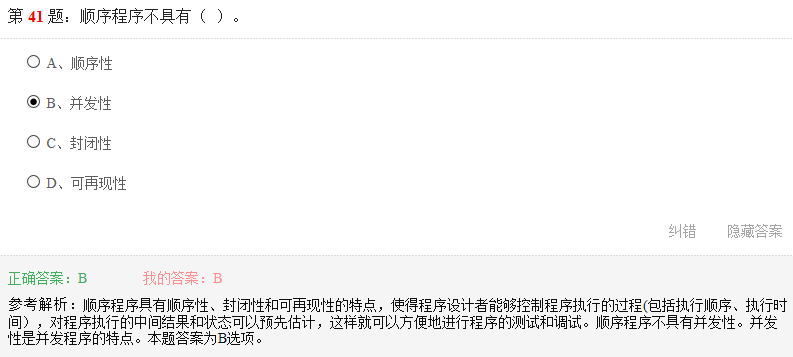 第 41 题：顺序程序不具有（ ）。
A、顺序性
B、并发性
C、封闭性
D、可再现性
纠错 隐藏答案
正确答案：B 我的答案：B
参考解析：顺序程序具有顺序性、封闭性和可再现性的特点，使得程序设计者能够控制程序执行的过程(包括执行顺序、执行时
间），对程序执行的中间结果和状态可以预先估计，这样就可以方便地进行程序的测试和调试。顺序程序不具有并发性。并发
性是并发程序的特点。本题答案为B选项。